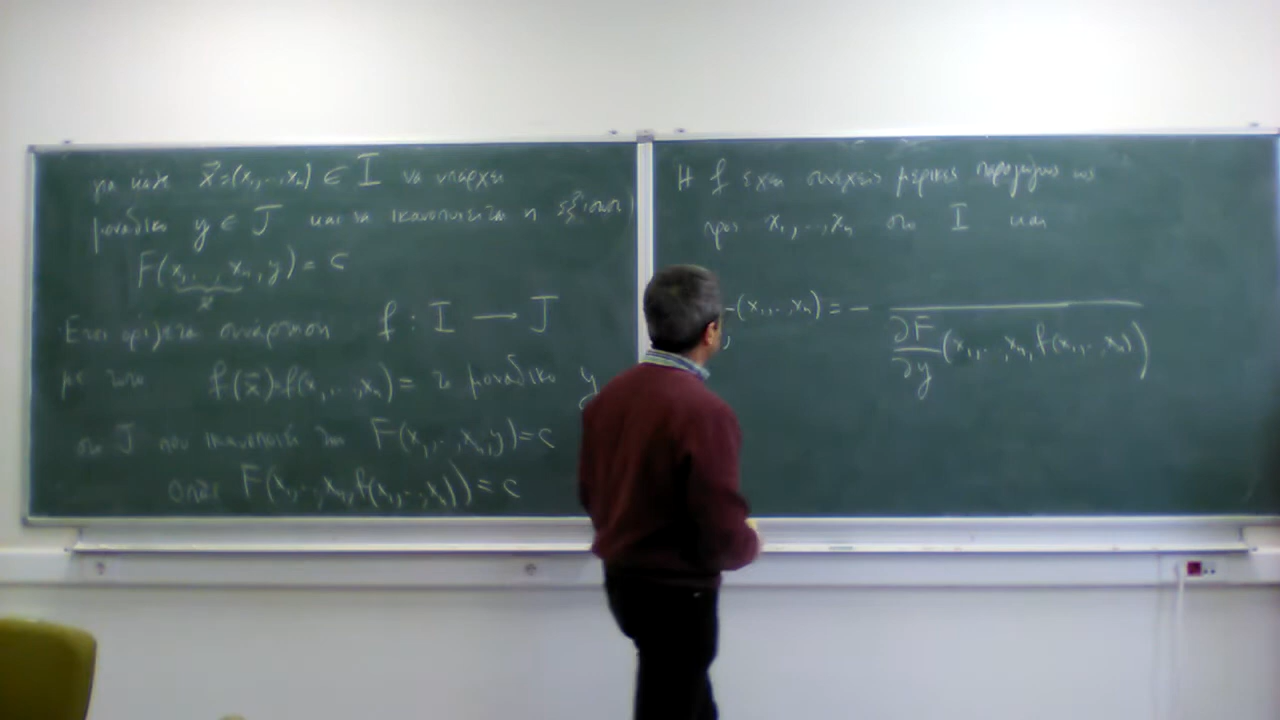 για κάθε x⃗=(x₁,..,xₙ) ∈ I να υπάρχει
μοναδικό y ∈ J και να ικανοποιείται η εξίσωση
F(x₁,..,xₙ,y) = c
x⃗
Έτσι ορίζεται συνάρτηση f : I → J
με τύπο f(x⃗)=f(x₁,..,xₙ) = το μοναδικό y
στο J που ικανοποιεί την F(x₁,..,xₙ,y)=c
F(x₁,..,xₙ,f(x₁,..,xₙ)) = c
Η f έχει συνεχείς μερικές παραγώγους ως
προς x₁,..,xₙ στο I και
(x₁,..,xₙ) = −
∂F/∂y (x₁,..,xₙ,f(x₁,..,xₙ))